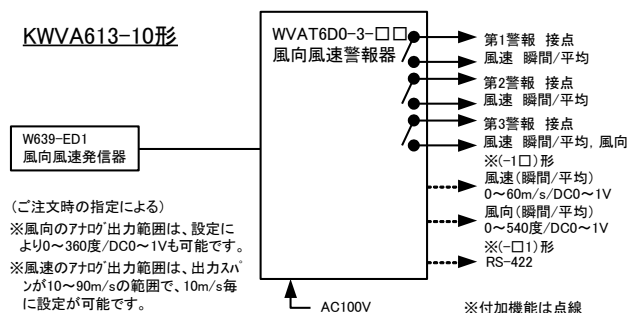 KWVA613-10形
WVAT6D0-3-□□
風向風速警報器
第1警報 接点
風速 瞬間/平均
第2警報 接点
風速 瞬間/平均
第3警報 接点
風速 瞬間/平均, 風向
※(-1□)形
風速(瞬間/平均)
0～60m/s/DC0～1V
風向(瞬間/平均)
0～540度/DC0～1V
※(-□1)形
RS-422
W639-ED1
風向風速発信器
(ご注文時の指定による)
※風向のアナログ出力範囲は、設定に
より0～360度/DC0～1Vも可能です。
※風速のアナログ出力範囲は、出力スパ
ンが10～90m/sの範囲で、10m/s毎
に設定が可能です。
AC100V
※付加機能は点線